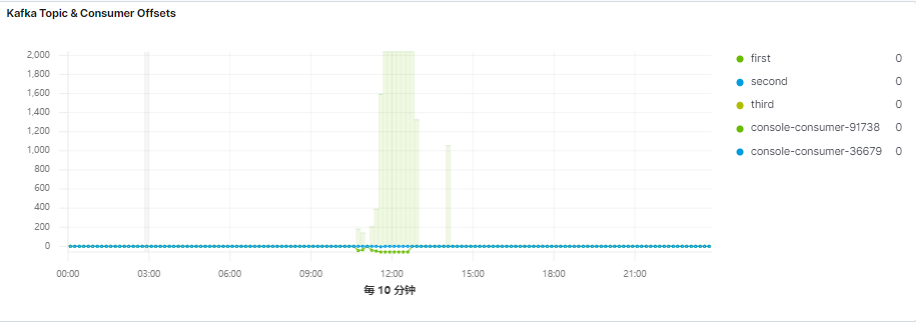 Kafka Topic & Consumer Offsets
2,000
1,800
1,600
1,400
1,200
1,000
800
600
400
200
0
00:00 03:00 06:00 09:00 12:00 15:00 18:00 21:00
每 10 分钟
first 0
second 0
third 0
console-consumer-91738 0
console-consumer-36679 0